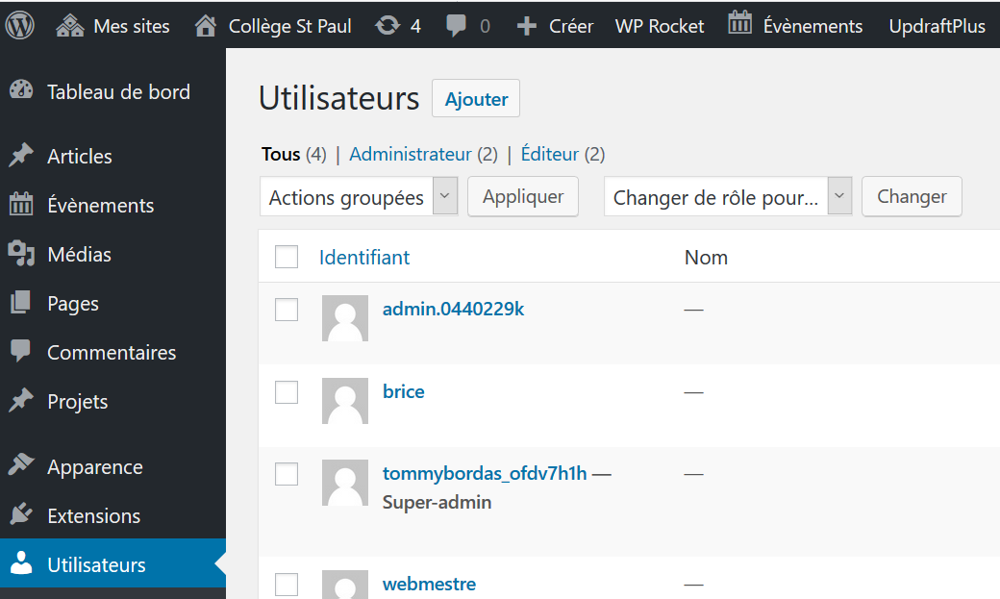 Mes sites Collège St Paul 4 0 Créer WP Rocket Évènements UpdraftPlus
Tableau de bord
Articles
Évènements
Médias
Pages
Commentaires
Projets
Apparence
Extensions
Utilisateurs
Utilisateurs Ajouter
Tous (4) | Administrateur (2) | Éditeur (2)
Actions groupées Appliquer Changer de rôle pour... Changer
Identifiant Nom
admin.0440229k —
brice —
tommybordas_ofdv7h1h — —
Super-admin
webmestre —